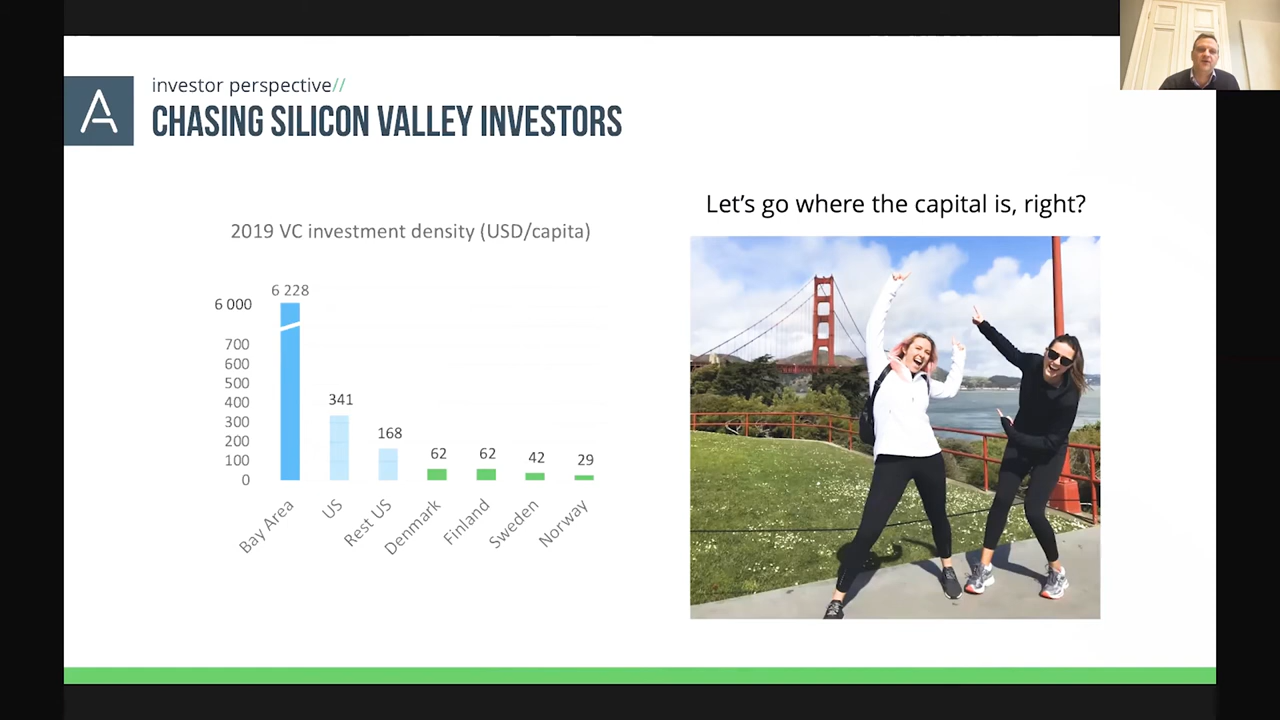 investor perspective//
CHASING SILICON VALLEY INVESTORS
Let's go where the capital is, right?
2019 VC investment density (USD/capita)
6 228
6 000
700
600
500
400
300
200
100
0
341
168
62
62
42
29
Bay Area
US
Rest US
Denmark
Finland
Sweden
Norway